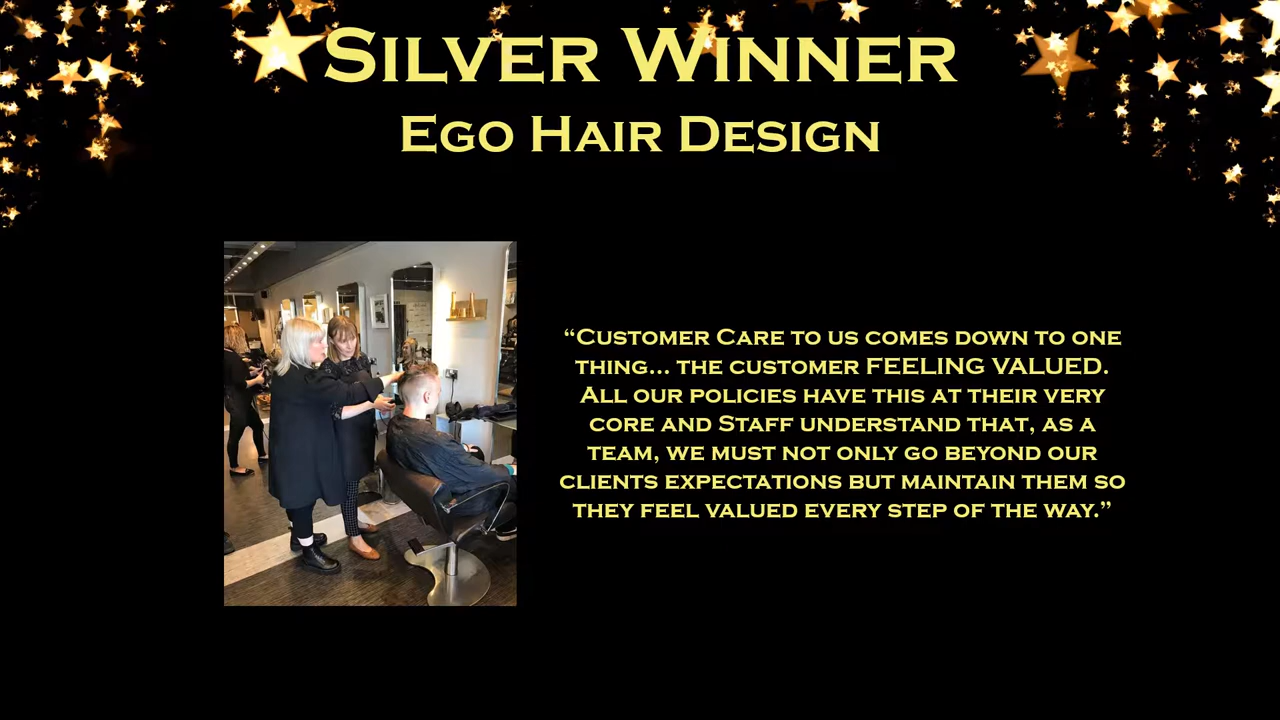 Silver Winner
Ego Hair Design
“Customer Care to us comes down to one
thing... the customer FEELING VALUED.
All our policies have this at their very
core and Staff understand that, as a
team, we must not only go beyond our
clients expectations but maintain them so
they feel valued every step of the way.”